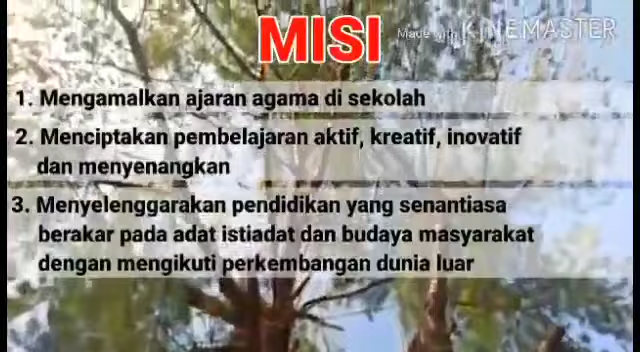 MISI
Made with KINEMASTER
1. Mengamalkan ajaran agama di sekolah
2. Menciptakan pembelajaran aktif, kreatif, inovatif
dan menyenangkan
3. Menyelenggarakan pendidikan yang senantiasa
berakar pada adat istiadat dan budaya masyarakat
dengan mengikuti perkembangan dunia luar